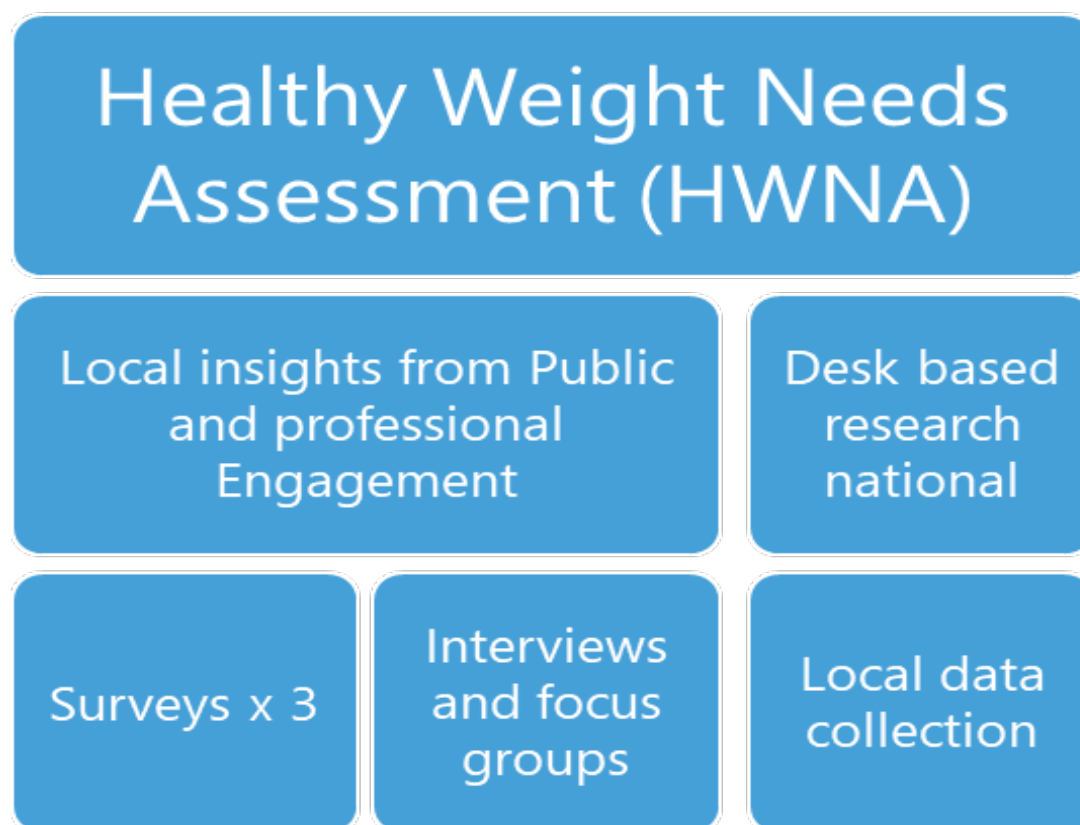 Healthy Weight Needs
Assessment (HWNA)
Local insights from Public
and professional
Engagement
Desk based
research
national
Surveys x 3
Interviews
and focus
groups
Local data
collection